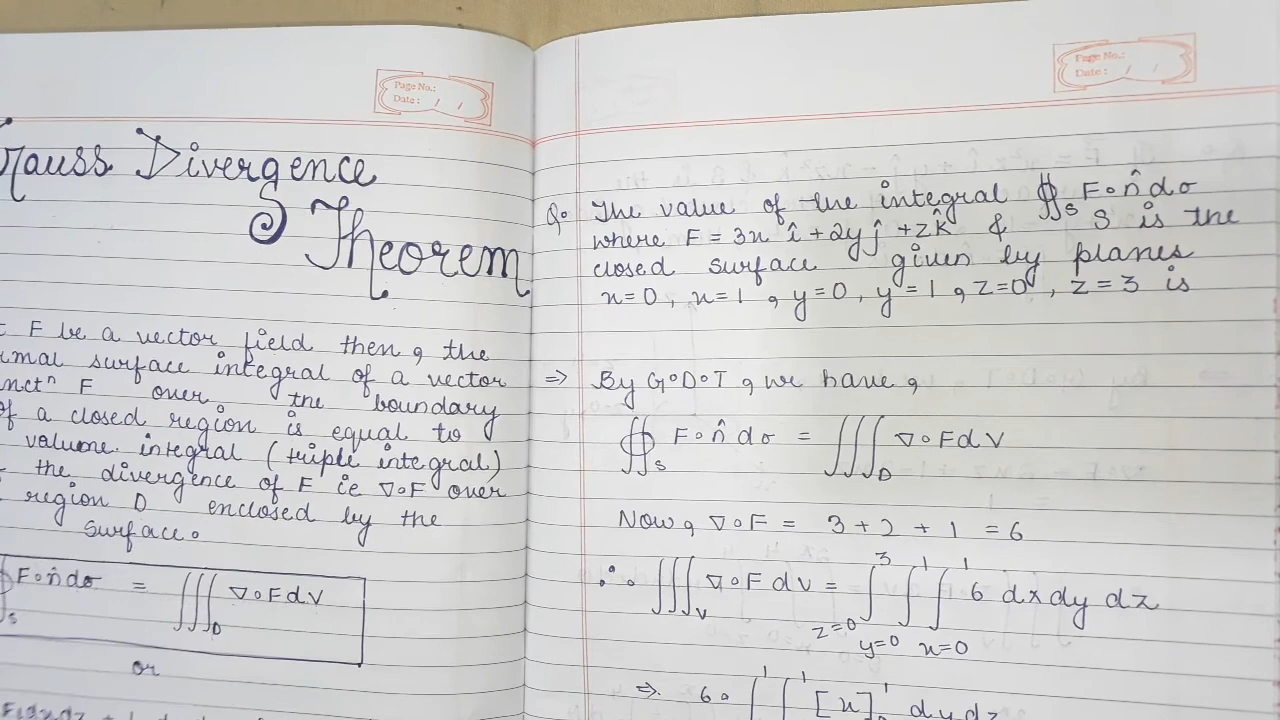 Page No.:
Date : / /
Gauss Divergence
Theorem
F be a vector field then, the
surface integral of a vector
F over the boundary
of a closed region is equal to
volume integral (triple integral)
the divergence of F ie ∇∘F over
region D enclosed by the
surface.
∯s F∘n̂ dσ = ∭D ∇∘F dV
or
Page No.:
Date : / /
Q. The value of the integral ∯s F∘n̂ dσ
where F = 3x î + 2y ĵ + z k̂ & S is the
closed surface given by planes
x=0, x=1, y=0, y=1, z=0, z=3 is
⇒ By G∘D∘T, we have,
∯s F∘n̂ dσ = ∭D ∇∘F dV
Now, ∇∘F = 3 + 2 + 1 = 6
∴ ∭V ∇∘F dV = ∫z=0^3 ∫y=0^1 ∫x=0^1 6 dx dy dz
⇒ 6∘ ∫^1 ∫^1 [x]0^1 dy dz